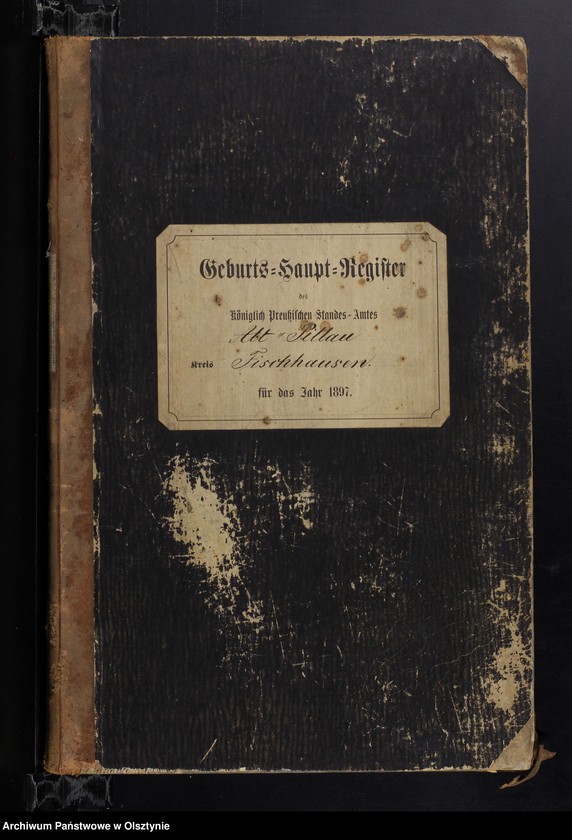 Geburts-Haupt-Register
des
Königlich Preußischen Standes-Amtes
Alt-Pillau
Kreis Fischhausen.
für das Jahr 1897.
Archiwum Państwowe w Olsztynie